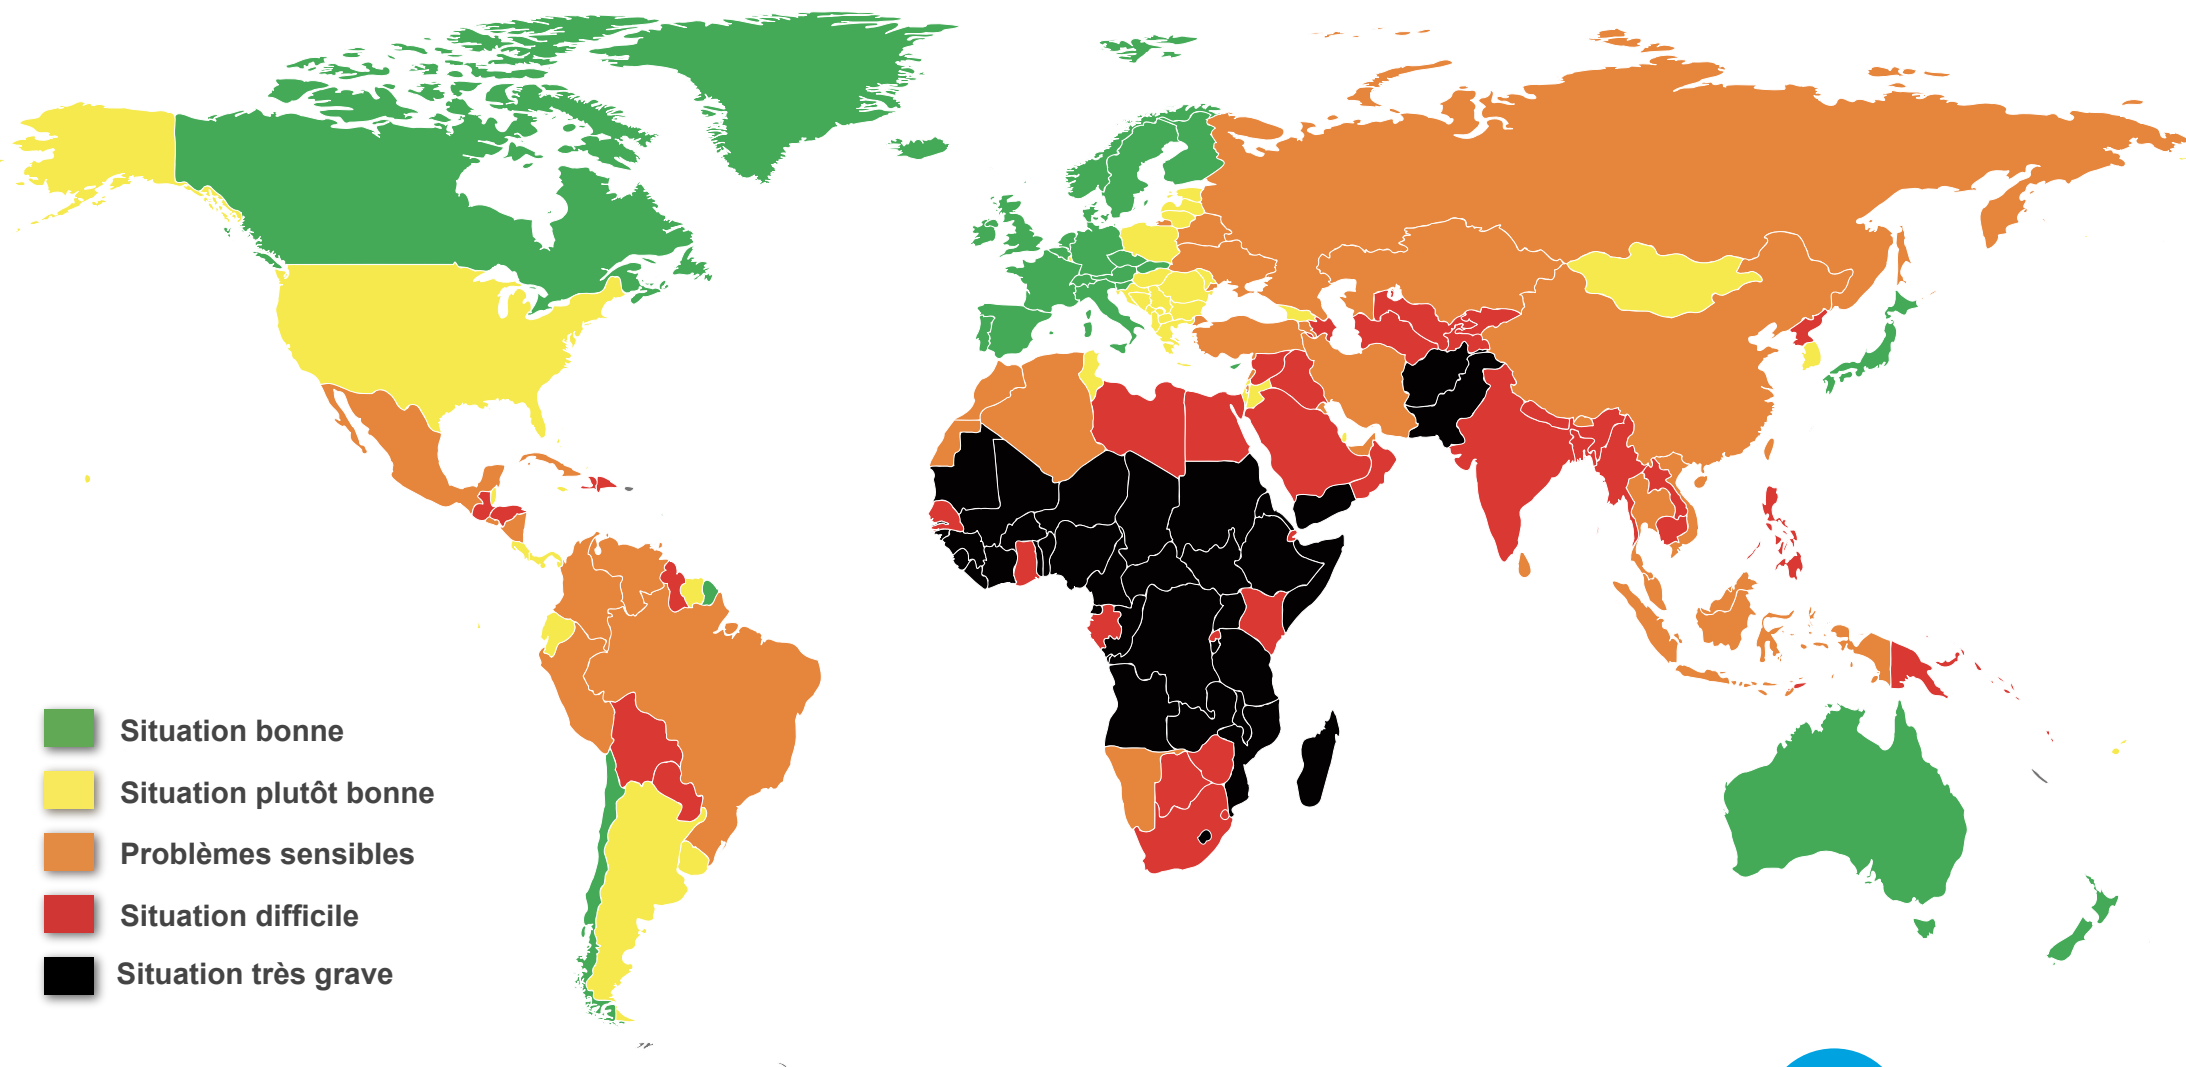 Situation bonne
Situation plutôt bonne
Problèmes sensibles
Situation difficile
Situation très grave